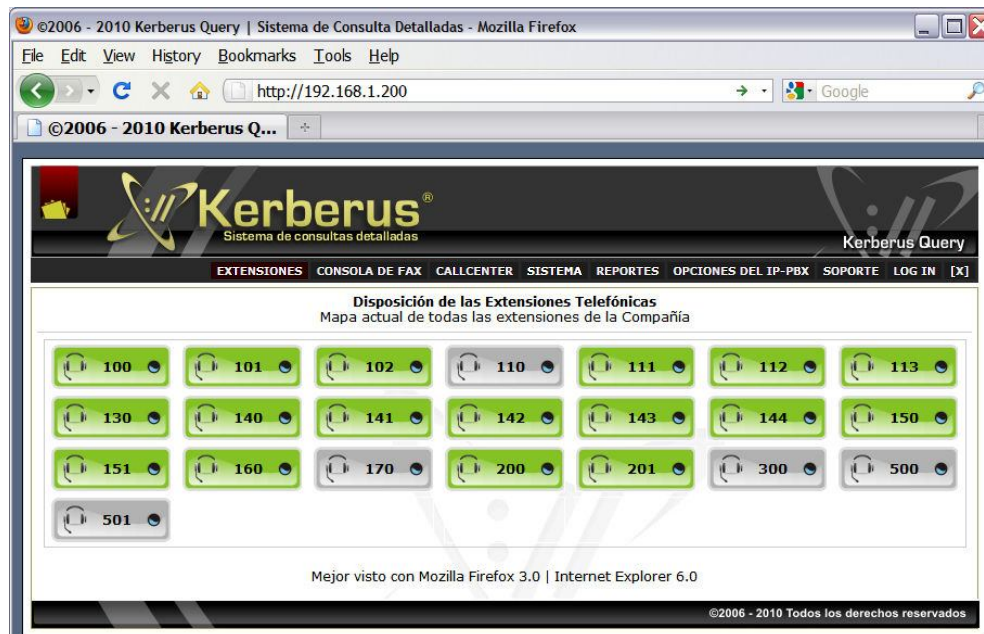 ©2006 - 2010 Kerberus Query | Sistema de Consulta Detalladas - Mozilla Firefox
File Edit View History Bookmarks Tools Help
http://192.168.1.200
Google
©2006 - 2010 Kerberus Q...
Kerberus®
Sistema de consultas detalladas
Kerberus Query
EXTENSIONES CONSOLA DE FAX CALLCENTER SISTEMA REPORTES OPCIONES DEL IP-PBX SOPORTE LOG IN [X]
Disposición de las Extensiones Telefónicas
Mapa actual de todas las extensiones de la Compañía
100 101 102 110 111 112 113
130 140 141 142 143 144 150
151 160 170 200 201 300 500
501
Mejor visto con Mozilla Firefox 3.0 | Internet Explorer 6.0
©2006 - 2010 Todos los derechos reservados